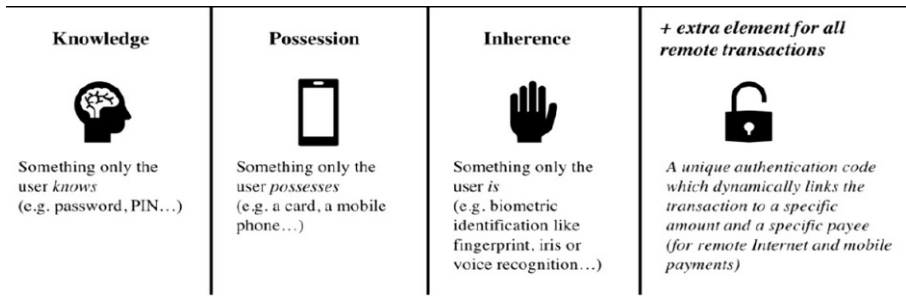 Knowledge
Something only the
user knows
(e.g. password, PIN…)
Possession
Something only the
user possesses
(e.g. a card, a mobile
phone…)
Inherence
Something only the
user is
(e.g. biometric
identification like
fingerprint, iris or
voice recognition…)
+ extra element for all
remote transactions
A unique authentication code
which dynamically links the
transaction to a specific
amount and a specific payee
(for remote Internet and mobile
payments)